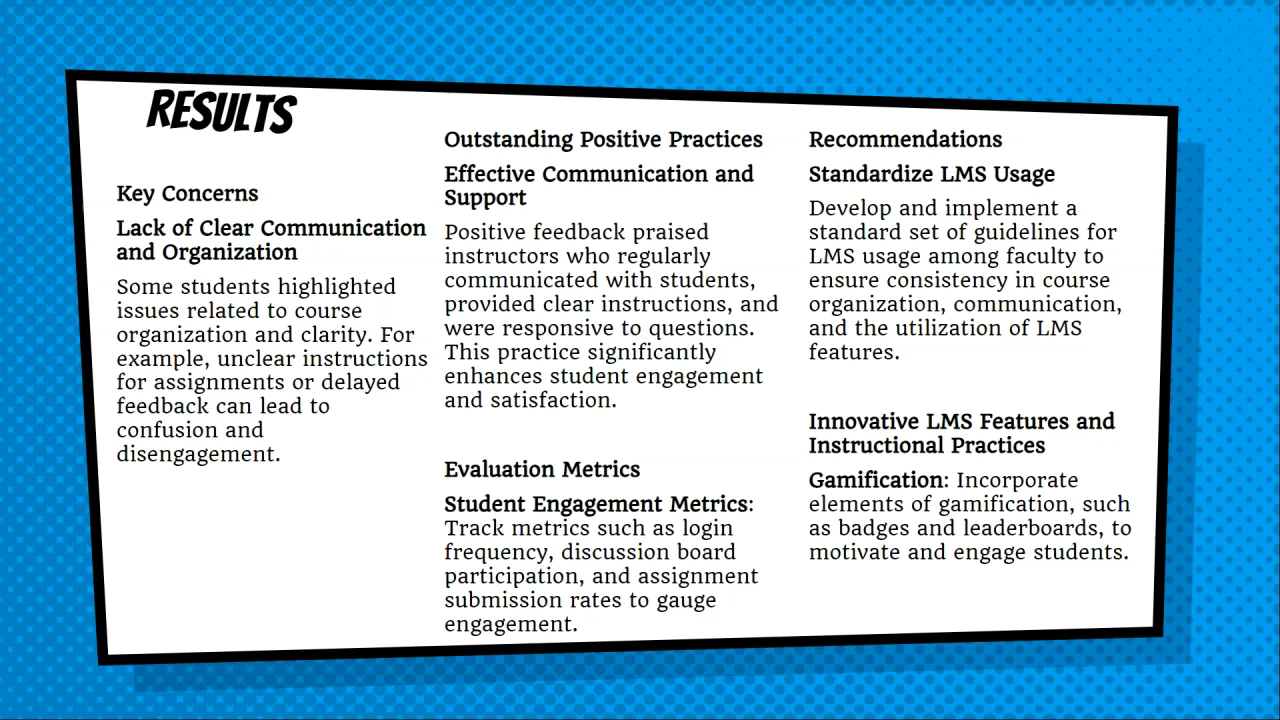 RESULTS
Key Concerns
Lack of Clear Communication
and Organization
Some students highlighted
issues related to course
organization and clarity. For
example, unclear instructions
for assignments or delayed
feedback can lead to
confusion and
disengagement.
Outstanding Positive Practices
Effective Communication and
Support
Positive feedback praised
instructors who regularly
communicated with students,
provided clear instructions, and
were responsive to questions.
This practice significantly
enhances student engagement
and satisfaction.
Evaluation Metrics
Student Engagement Metrics:
Track metrics such as login
frequency, discussion board
participation, and assignment
submission rates to gauge
engagement.
Recommendations
Standardize LMS Usage
Develop and implement a
standard set of guidelines for
LMS usage among faculty to
ensure consistency in course
organization, communication,
and the utilization of LMS
features.
Innovative LMS Features and
Instructional Practices
Gamification: Incorporate
elements of gamification, such
as badges and leaderboards, to
motivate and engage students.